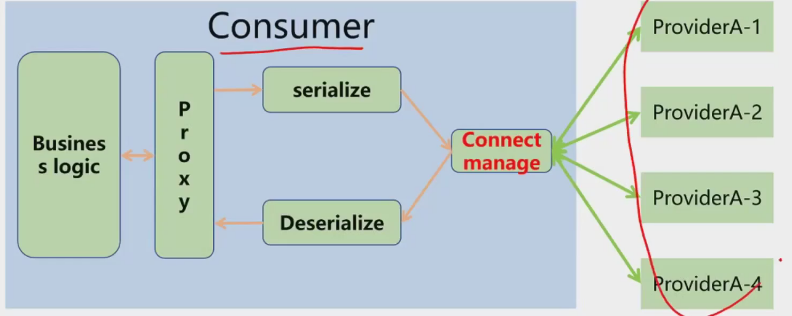 Consumer
Busines
s logic
P
r
o
x
y
serialize
Deserialize
Connect
manage
ProviderA-1
ProviderA-2
ProviderA-3
ProviderA-4